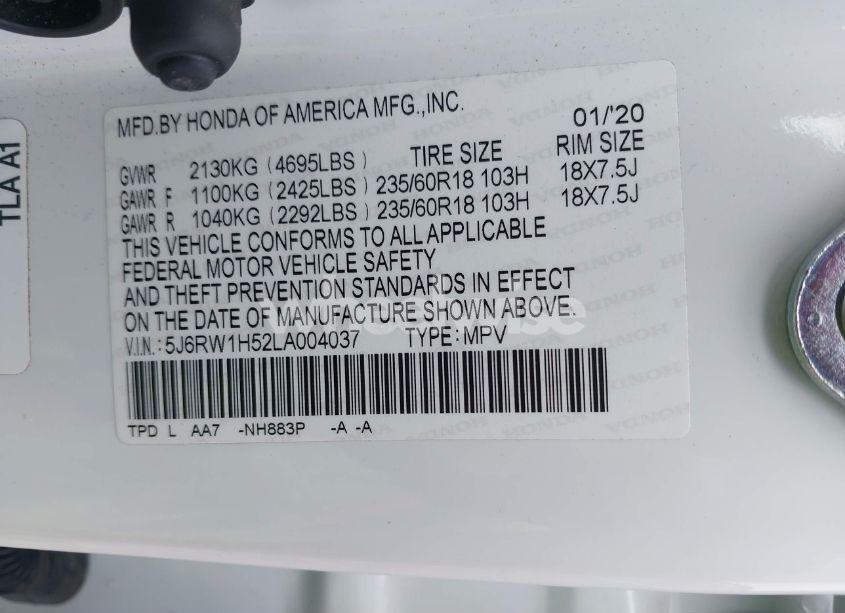 TLA A1
MFD.BY HONDA OF AMERICA MFG.,INC. 01/'20
GVWR 2130KG (4695LBS) TIRE SIZE RIM SIZE
GAWR F 1100KG (2425LBS) 235/60R18 103H 18X7.5J
GAWR R 1040KG (2292LBS) 235/60R18 103H 18X7.5J
THIS VEHICLE CONFORMS TO ALL APPLICABLE
FEDERAL MOTOR VEHICLE SAFETY
AND THEFT PREVENTION STANDARDS IN EFFECT
ON THE DATE OF MANUFACTURE SHOWN ABOVE.
V.I.N.: 5J6RW1H52LA004037 TYPE: MPV
TPD L AA7 -NH883P -A -A